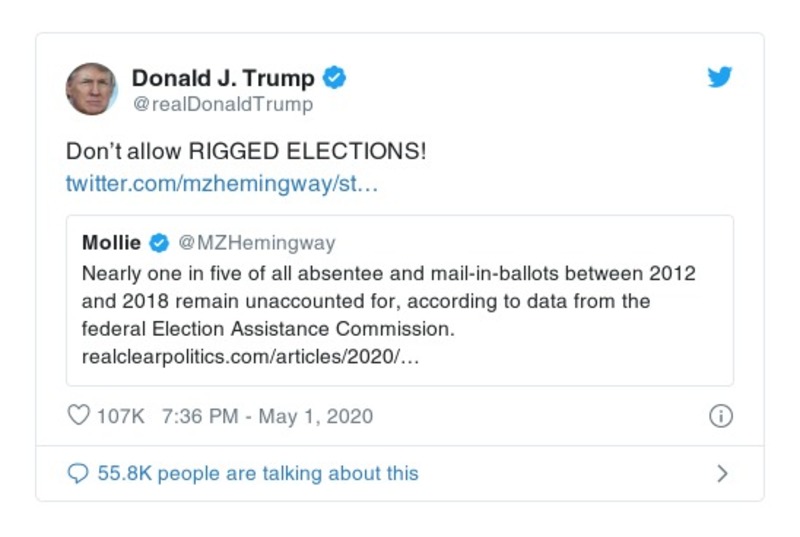 Donald J. Trump
@realDonaldTrump
Don’t allow RIGGED ELECTIONS!
twitter.com/mzhemingway/st…
Mollie @MZHemingway
Nearly one in five of all absentee and mail-in-ballots between 2012
and 2018 remain unaccounted for, according to data from the
federal Election Assistance Commission.
realclearpolitics.com/articles/2020/…
107K 7:36 PM - May 1, 2020
55.8K people are talking about this